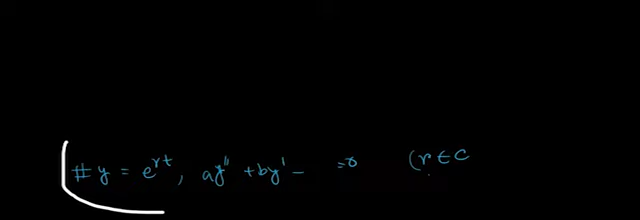 # y = e^{rt}, ay'' + by' - =0 (r ∈ C